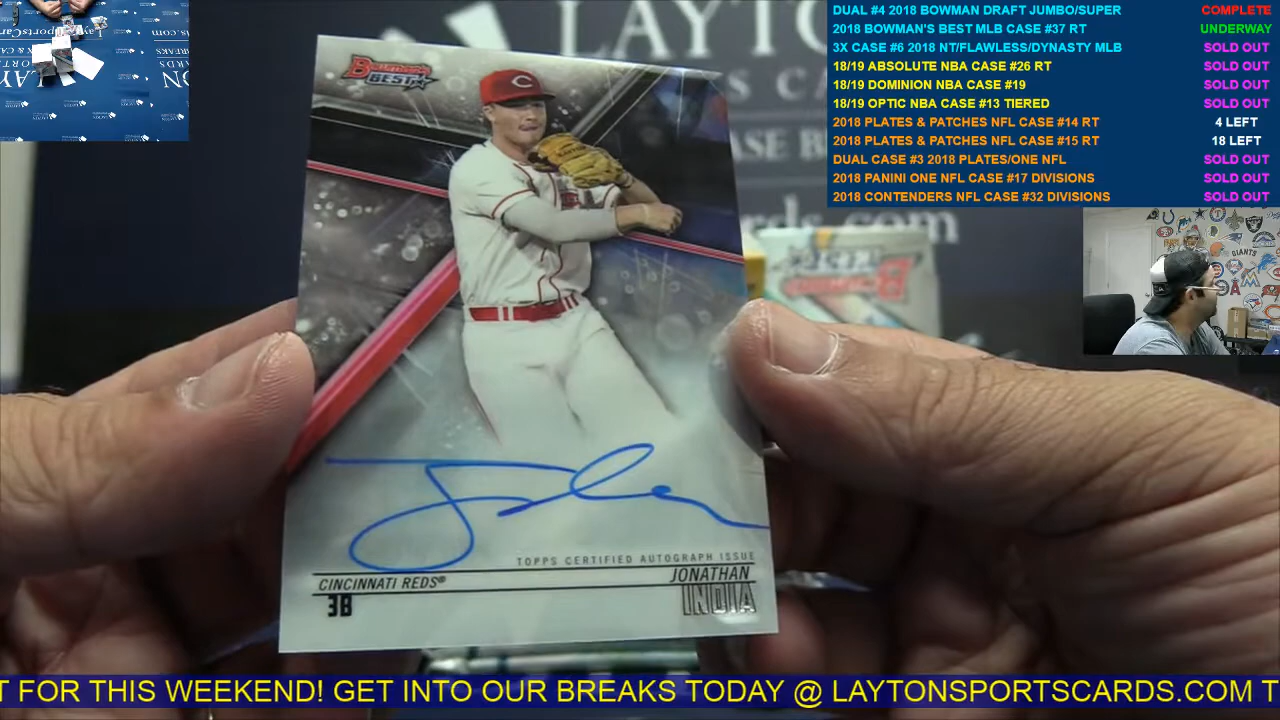 DUAL #4 2018 BOWMAN DRAFT JUMBO/SUPER COMPLETE
2018 BOWMAN'S BEST MLB CASE #37 RT UNDERWAY
3X CASE #6 2018 NT/FLAWLESS/DYNASTY MLB SOLD OUT
18/19 ABSOLUTE NBA CASE #26 RT SOLD OUT
18/19 DOMINION NBA CASE #19 SOLD OUT
18/19 OPTIC NBA CASE #13 TIERED SOLD OUT
2018 PLATES & PATCHES NFL CASE #14 RT 4 LEFT
2018 PLATES & PATCHES NFL CASE #15 RT 18 LEFT
DUAL CASE #3 2018 PLATES/ONE NFL SOLD OUT
2018 PANINI ONE NFL CASE #17 DIVISIONS SOLD OUT
2018 CONTENDERS NFL CASE #32 DIVISIONS SOLD OUT
Bowman's
BEST
GIANTS
TOPPS CERTIFIED AUTOGRAPH ISSUE
CINCINNATI REDS®
3B
JONATHAN
INDIA
T FOR THIS WEEKEND! GET INTO OUR BREAKS TODAY @ LAYTONSPORTSCARDS.COM T